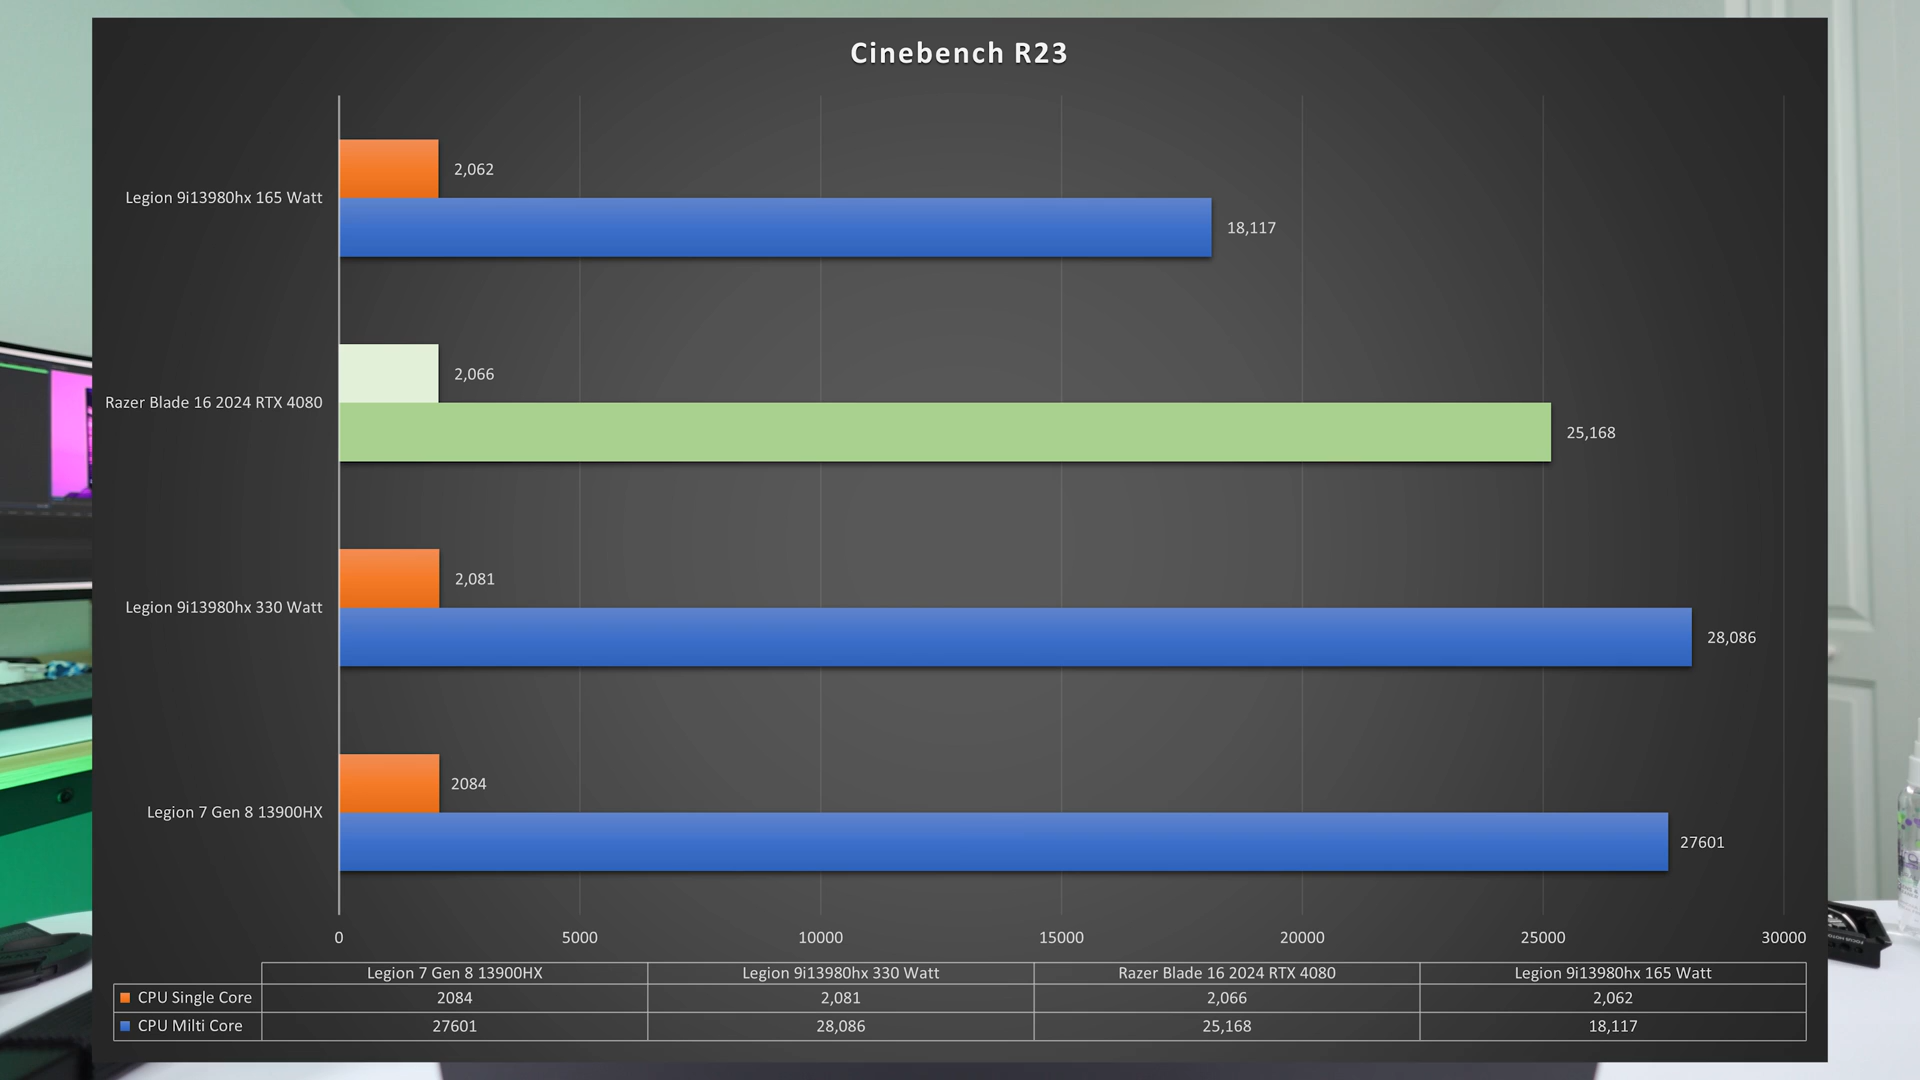 Cinebench R23
Legion 9i13980hx 165 Watt
2,062
18,117
Razer Blade 16 2024 RTX 4080
2,066
25,168
Legion 9i13980hx 330 Watt
2,081
28,086
Legion 7 Gen 8 13900HX
2084
27601
0 5000 10000 15000 20000 25000 30000
Legion 7 Gen 8 13900HX Legion 9i13980hx 330 Watt Razer Blade 16 2024 RTX 4080 Legion 9i13980hx 165 Watt
CPU Single Core 2084 2,081 2,066 2,062
CPU Milti Core 27601 28,086 25,168 18,117